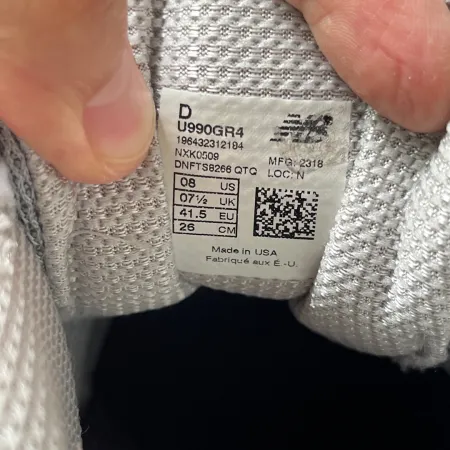 D
U990GR4
196432312184
NXK0509
DNFTS8266 QTQ
MFG: 2318
LOC: N
08 US
07½ UK
41.5 EU
26 CM
Made in USA
Fabriqué aux É.-U.